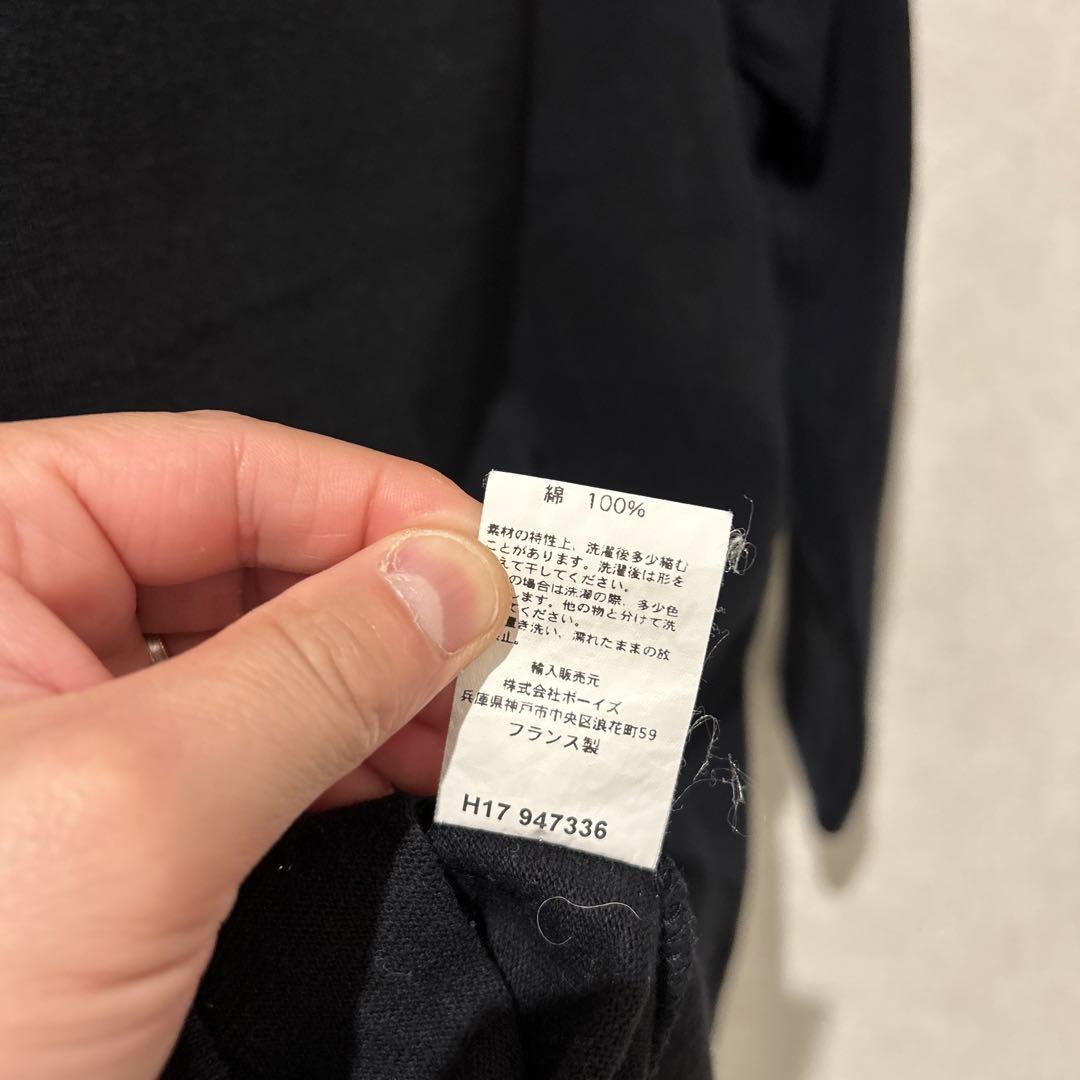 綿 100%
素材の特性上、洗濯後多少縮む
ことがあります。洗濯後は形を
えて干してください。
の場合は洗濯の際、多少色
します。他の物と分けて洗
てください。
置き洗い、濡れたままの放
止。
輸入販売元
株式会社ボーイズ
兵庫県神戸市中央区浪花町59
フランス製
H17 947336